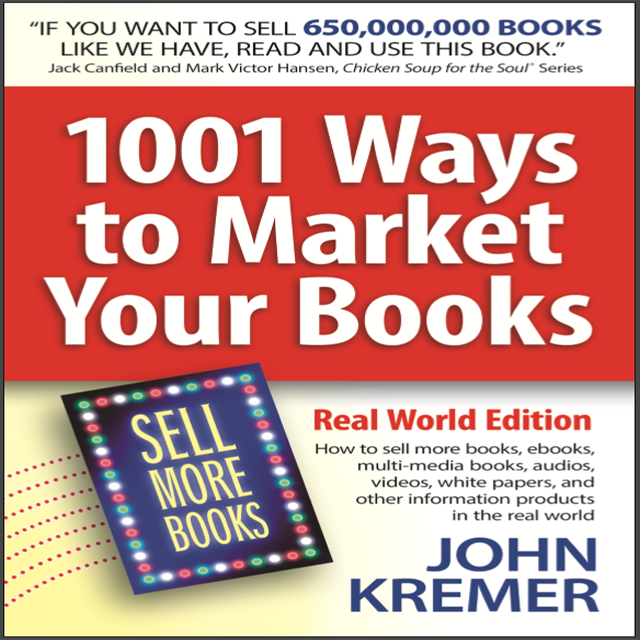 "IF YOU WANT TO SELL 650,000,000 BOOKS
LIKE WE HAVE, READ AND USE THIS BOOK."
Jack Canfield and Mark Victor Hansen, Chicken Soup for the Soul® Series
1001 Ways
to Market
Your Books
SELL
MORE
BOOKS
Real World Edition
How to sell more books, ebooks,
multi-media books, audios,
videos, white papers, and
other information products
in the real world
JOHN
KREMER